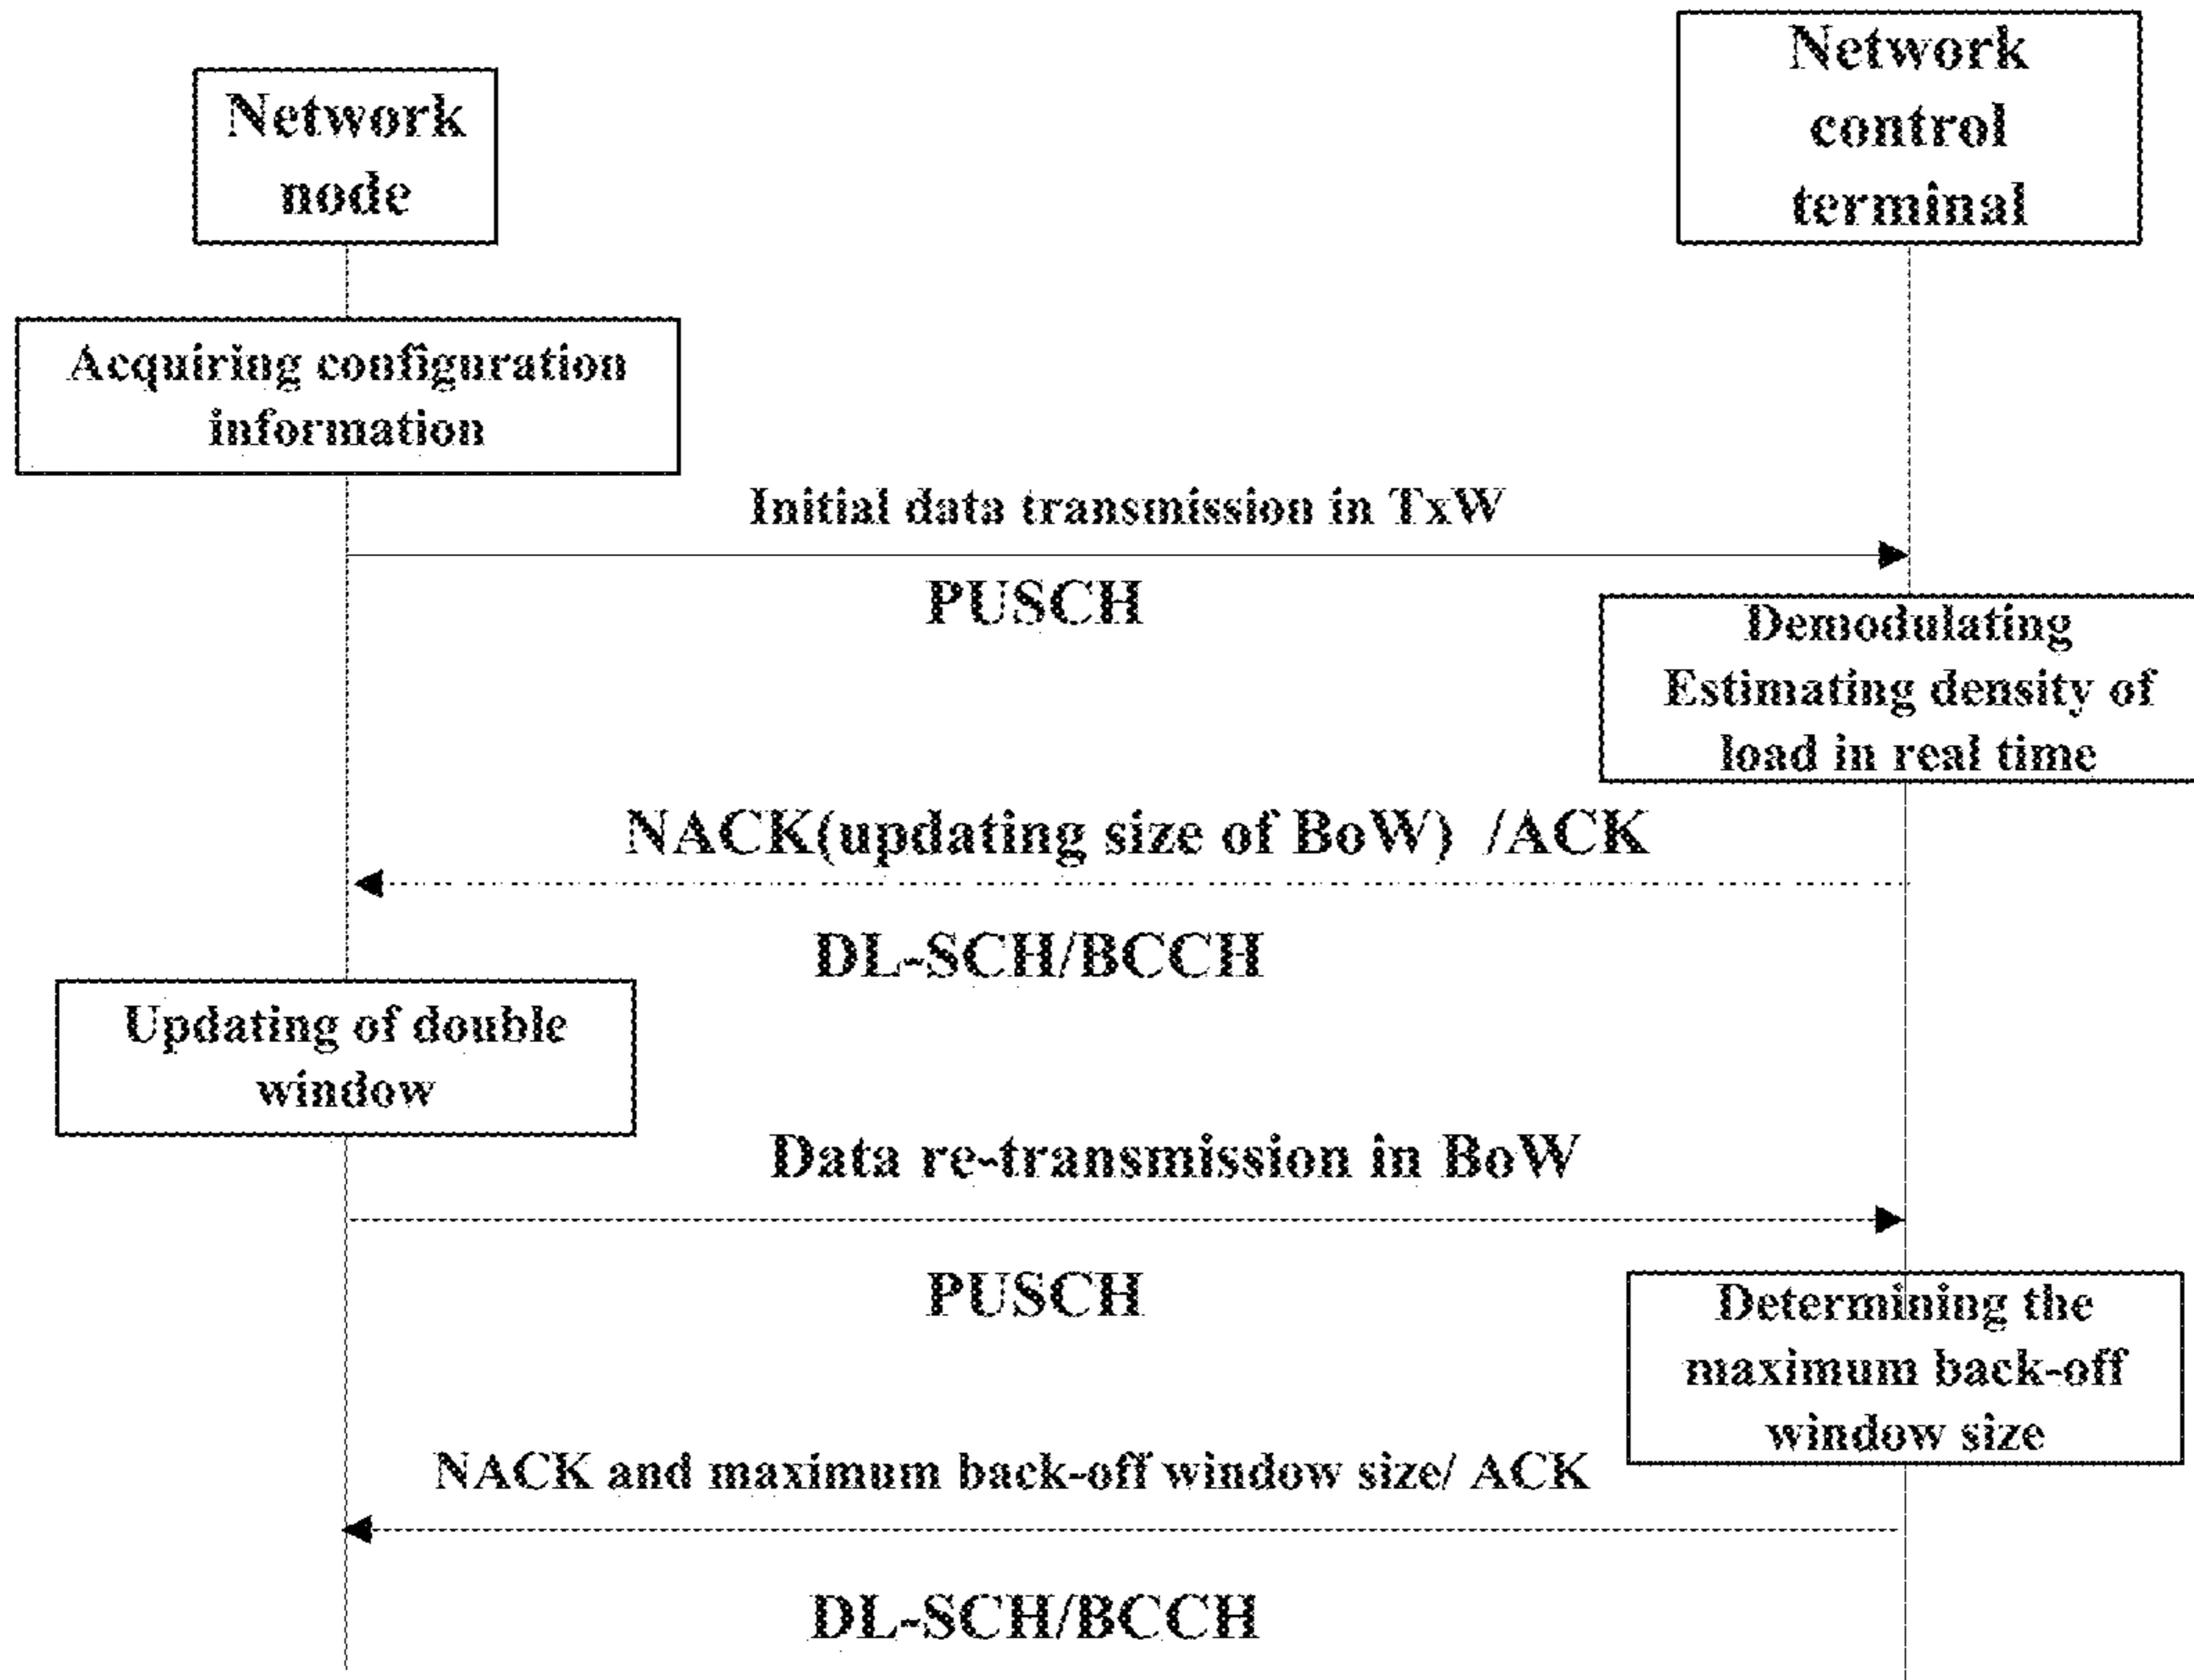 Network
node
Network
control
terminal
Acquiring configuration
information
Initial data transmission in TxW
PUSCH
Demodulating
Estimating density of
load in real time
NACK(updating size of BoW) /ACK
DL-SCH/BCCH
Updating of double
window
Data re-transmission in BoW
PUSCH
Determining the
maximum back-off
window size
NACK and maximum back-off window size/ ACK
DL-SCH/BCCH